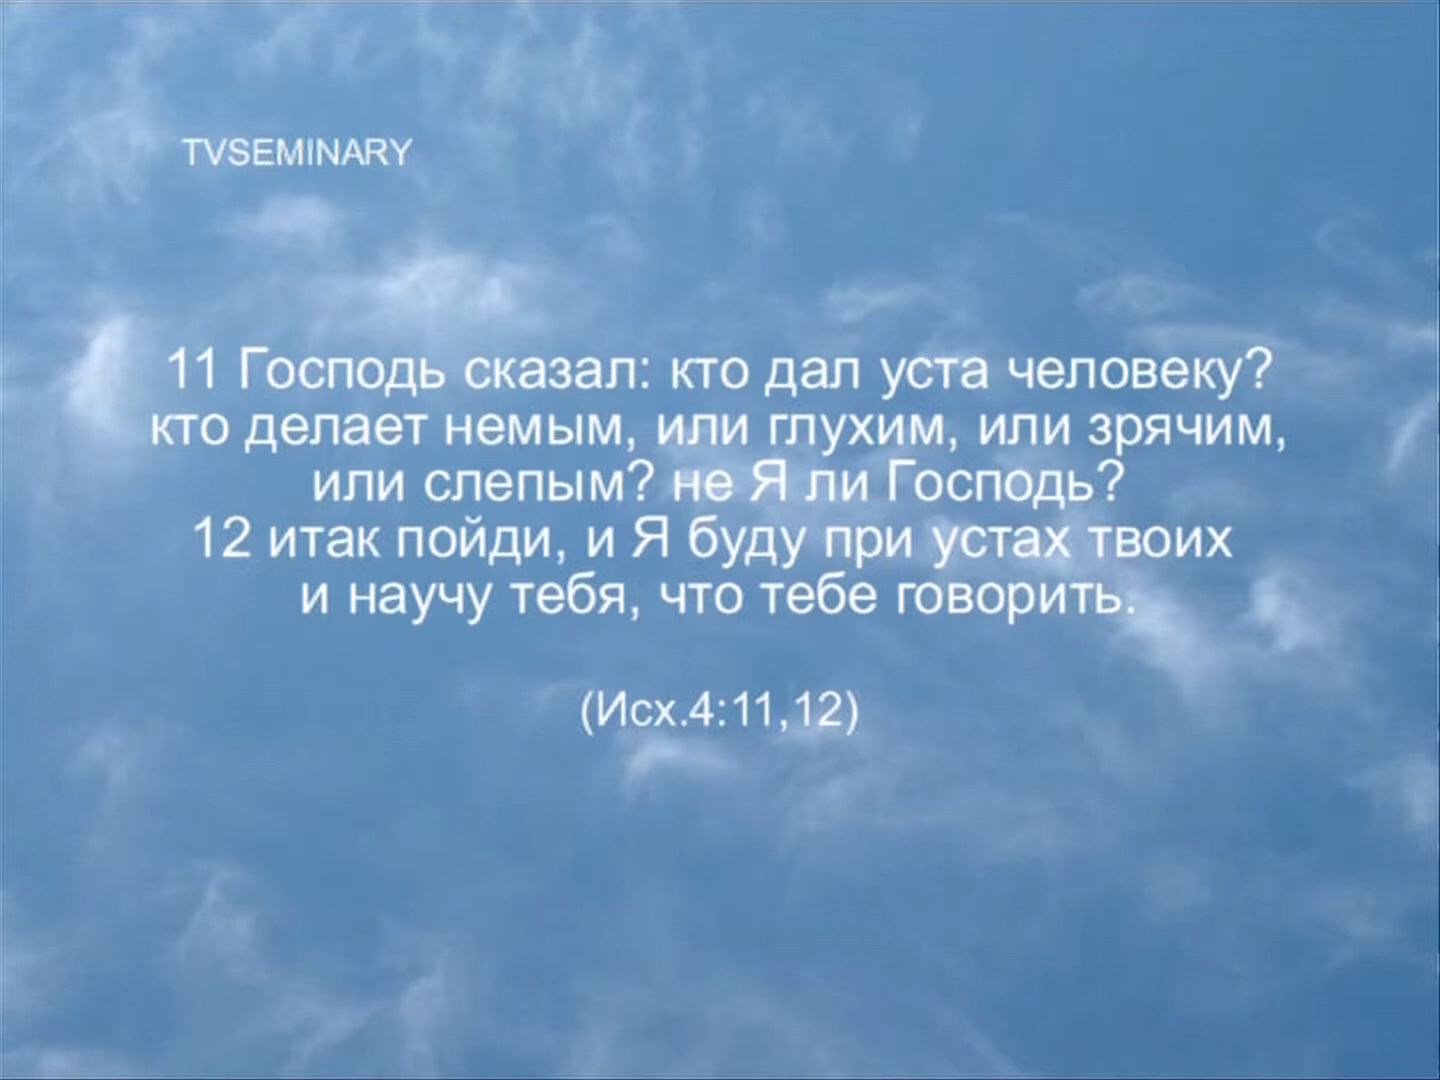 TVSEMINARY
11 Господь сказал: кто дал уста человеку?
кто делает немым, или глухим, или зрячим,
или слепым? не Я ли Господь?
12 итак пойди, и Я буду при устах твоих
и научу тебя, что тебе говорить.
(Исх.4:11,12)